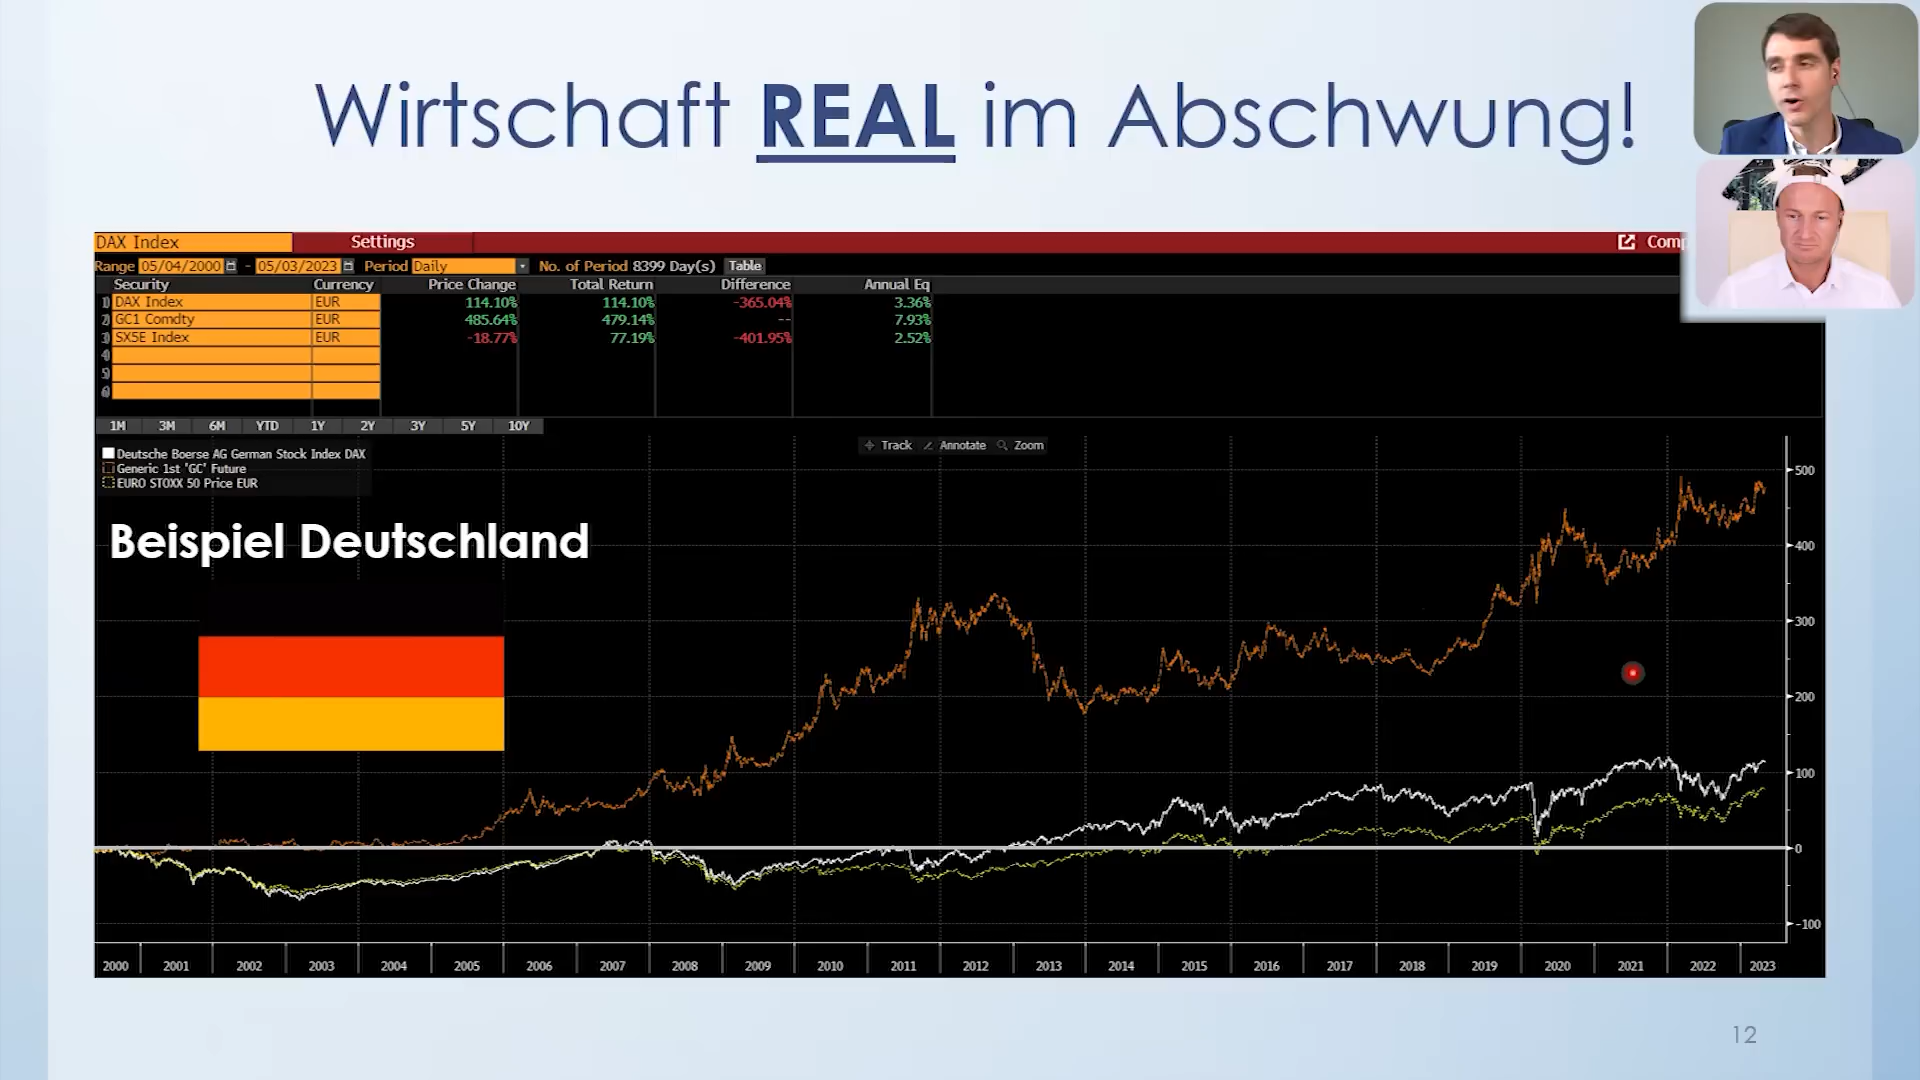 Wirtschaft REAL im Abschwung!
DAX Index Settings Comp
Range 05/04/2000 - 05/03/2023 Period Daily No. of Period 8399 Day(s) Table
Security Currency Price Change Total Return Difference Annual Eq
1) DAX Index EUR 114.10% 114.10% -365.04% 3.36%
2) GC1 Comdty EUR 485.64% 479.14% -- 7.93%
3) SX5E Index EUR -18.77% 77.19% -401.95% 2.52%
4)
5)
6)
1M 3M 6M YTD 1Y 2Y 3Y 5Y 10Y
Track Annotate Zoom
Deutsche Boerse AG German Stock Index DAX
Generic 1st 'GC' Future
EURO STOXX 50 Price EUR
Beispiel Deutschland
500
400
300
200
100
0
-100
2000 2001 2002 2003 2004 2005 2006 2007 2008 2009 2010 2011 2012 2013 2014 2015 2016 2017 2018 2019 2020 2021 2022 2023
12